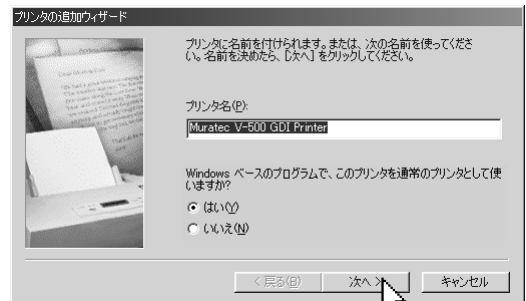 プリンタの追加ウィザード
プリンタに名前を付けられます。または、次の名前を使ってくださ
い。名前を決めたら、[次へ] をクリックしてください。
プリンタ名(P):
Muratec V-500 GDI Printer
Windows ベースのプログラムで、このプリンタを通常のプリンタとして使
いますか?
はい(Y)
いいえ(N)
< 戻る(B)
次へ >
キャンセル